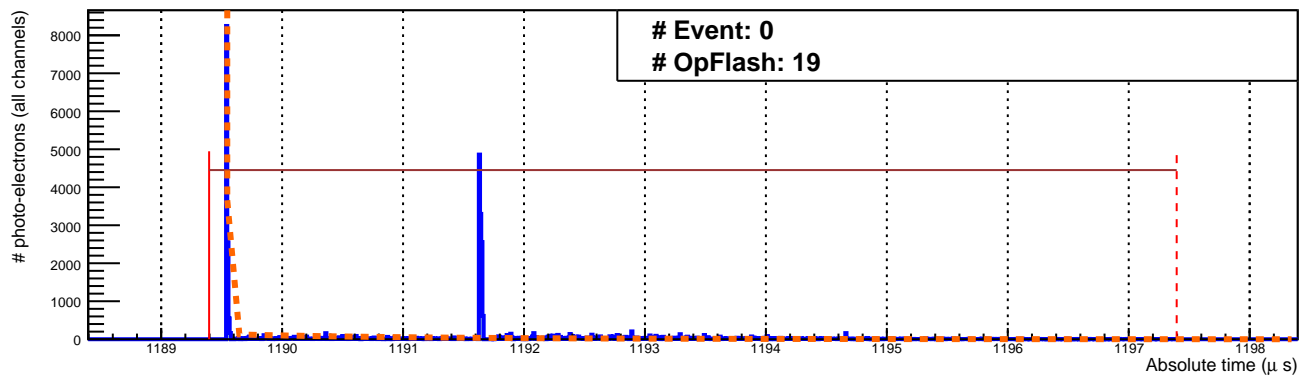 # Event: 0
# OpFlash: 19
# photo-electrons (all channels)
8000
7000
6000
5000
4000
3000
2000
1000
0
1189 1190 1191 1192 1193 1194 1195 1196 1197 1198
Absolute time (μ s)